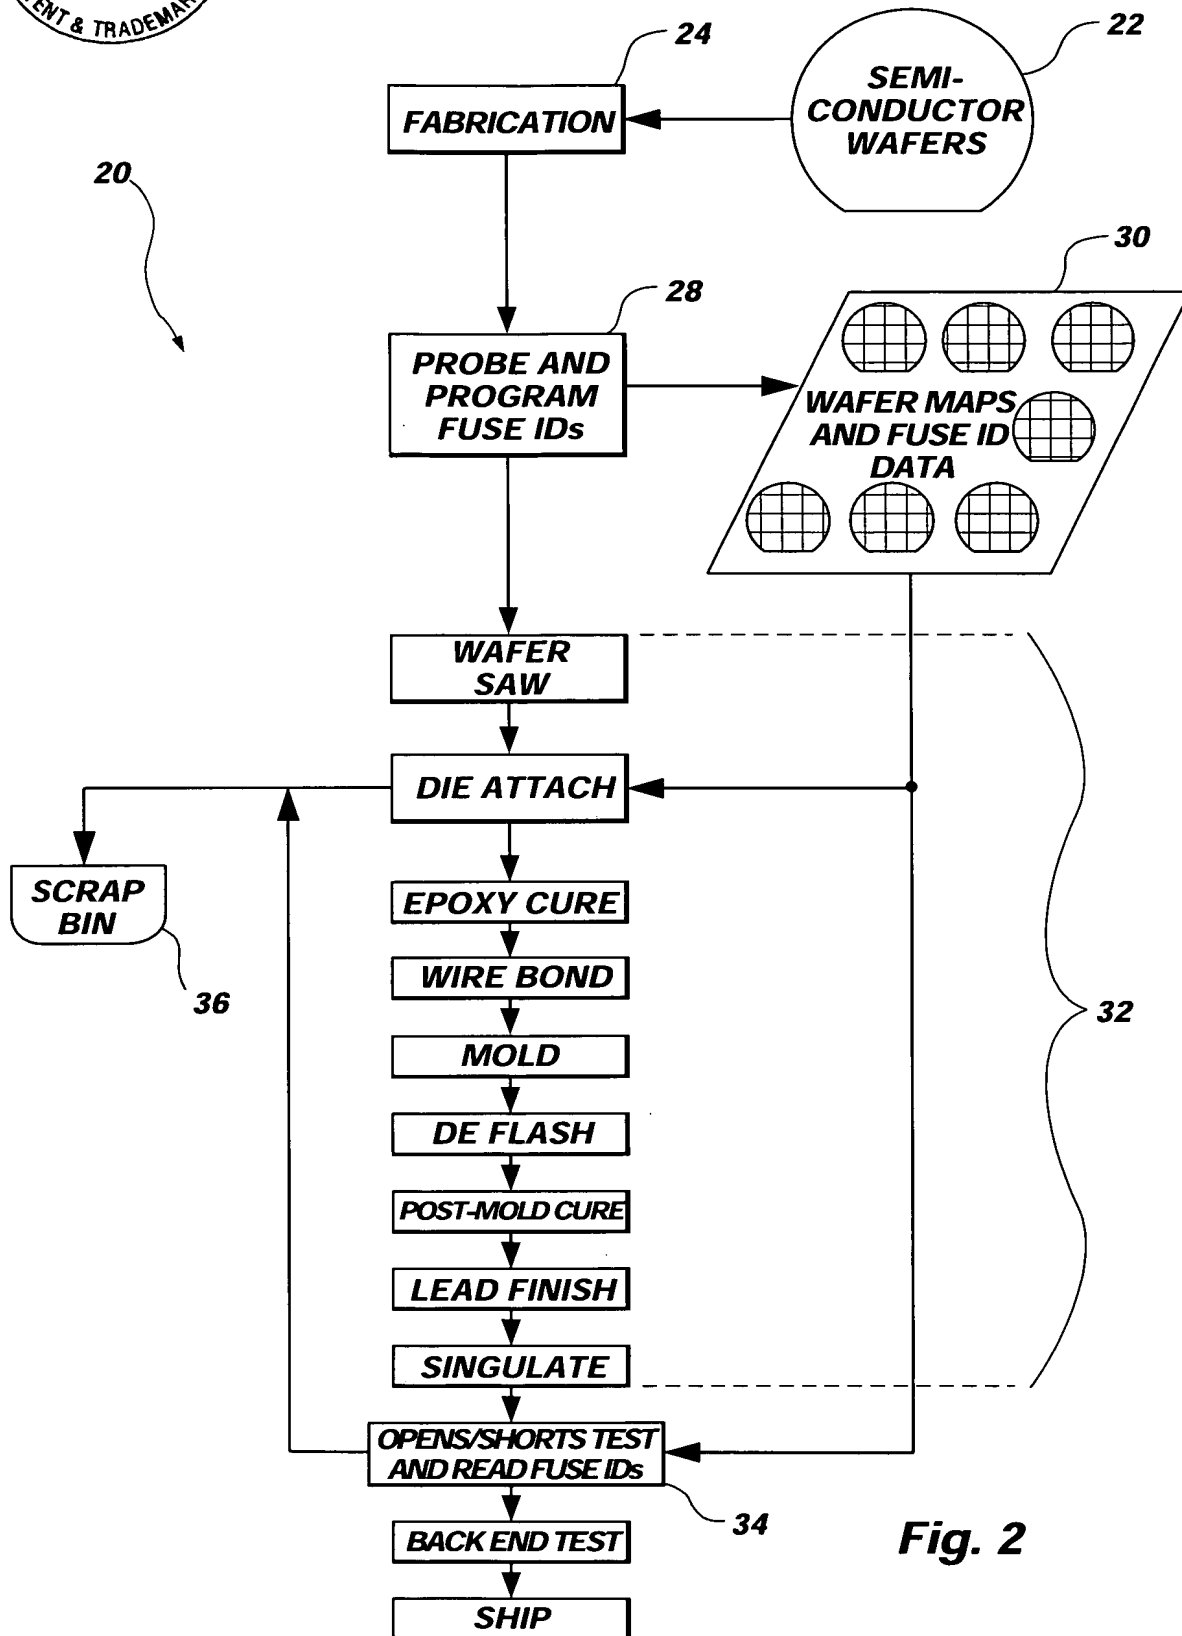 ENT & TRADEMAR
24
22
SEMI-
CONDUCTOR
WAFERS
FABRICATION
20
30
28
PROBE AND
PROGRAM
FUSE IDs
WAFER MAPS
AND FUSE ID
DATA
WAFER
SAW
DIE ATTACH
SCRAP
BIN
EPOXY CURE
36
WIRE BOND
32
MOLD
DE FLASH
POST-MOLD CURE
LEAD FINISH
SINGULATE
OPENS/SHORTS TEST
AND READ FUSE IDs
34
BACK END TEST
Fig. 2
SHIP